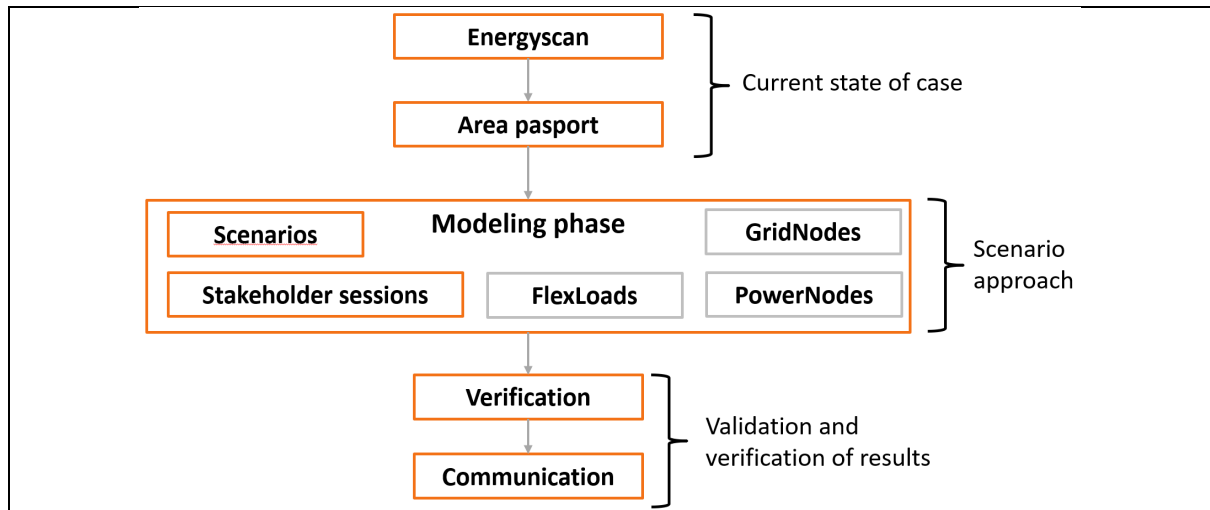 Energyscan
Current state of case
Area pasport
Modeling phase
Scenarios
GridNodes
Scenario
approach
Stakeholder sessions
FlexLoads
PowerNodes
Verification
Validation and
verification of results
Communication